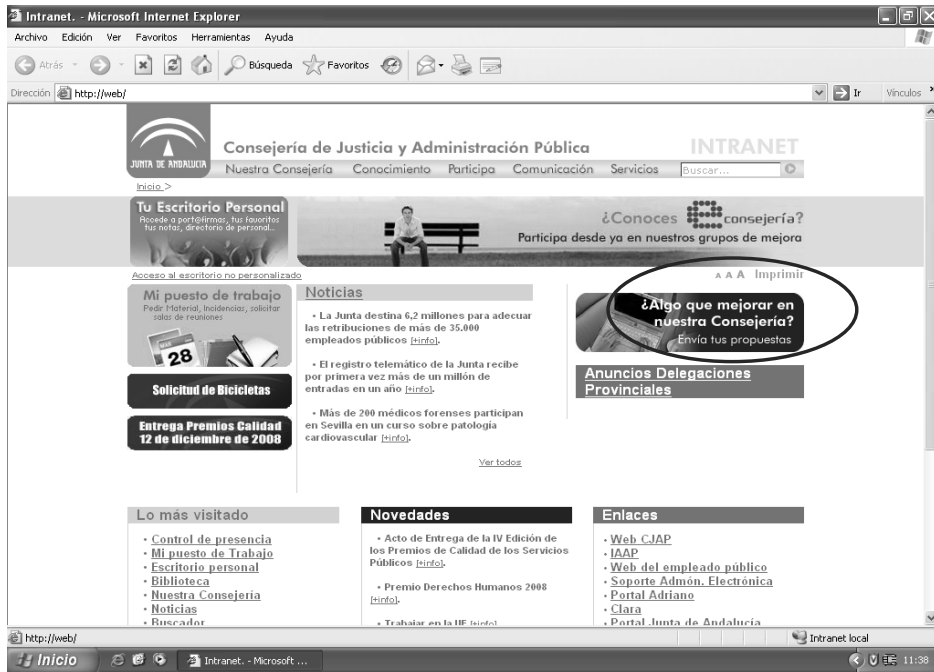 Intranet. - Microsoft Internet Explorer
Archivo Edición Ver Favoritos Herramientas Ayuda
Atrás Búsqueda Favoritos
Dirección http://web/ Ir Vínculos
JUNTA DE ANDALUCIA
Consejería de Justicia y Administración Pública
INTRANET
Nuestra Consejería Conocimiento Participa Comunicación Servicios Buscar...
Inicio >
Tu Escritorio Personal
Accede a port@firmas, tus favoritos
tus notas, directorio de personal...
¿Conoces e consejería?
Participa desde ya en nuestros grupos de mejora
Acceso al escritorio no personalizado
A A A Imprimir
Mi puesto de trabajo
Pedir Material, Incidencias, solicitar
salas de reuniones
MAR
28
Solicitud de Bicicletas
Entrega Premios Calidad
12 de diciembre de 2008
Noticias
• La Junta destina 6,2 millones para adecuar
las retribuciones de más de 35.000
empleados públicos [+info].
• El registro telemático de la Junta recibe
por primera vez más de un millón de
entradas en un año [+info].
• Más de 200 médicos forenses participan
en Sevilla en un curso sobre patología
cardiovascular [+info].
Ver todos
¿Algo que mejorar en
nuestra Consejería?
Envía tus propuestas
Anuncios Delegaciones
Provinciales
Lo más visitado
• Control de presencia
• Mi puesto de Trabajo
• Escritorio personal
• Biblioteca
• Nuestra Consejería
• Noticias
• Buscador
Novedades
• Acto de Entrega de la IV Edición de
los Premios de Calidad de los Servicios
Públicos [+info].
• Premio Derechos Humanos 2008
[+info].
• Trabajar en la UE [+info].
Enlaces
• Web CJAP
• IAAP
• Web del empleado público
• Soporte Admón. Electrónica
• Portal Adriano
• Clara
• Portal Junta de Andalucía
http://web/ Intranet local
Inicio Intranet. - Microsoft ... 11:38